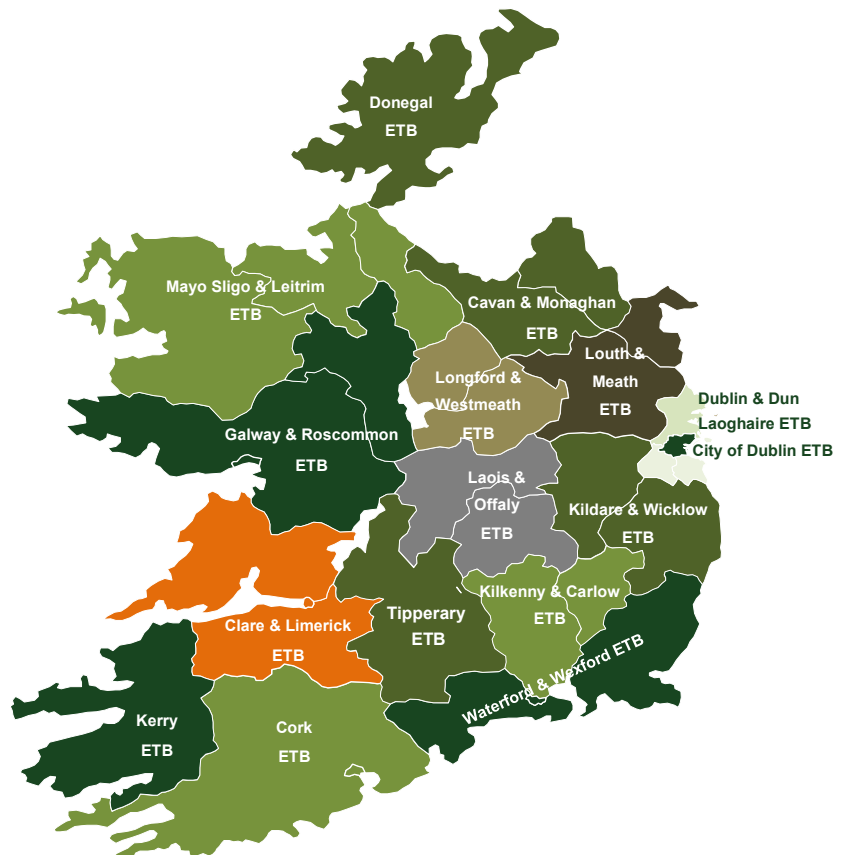 Donegal
ETB
Mayo Sligo & Leitrim
ETB
Cavan & Monaghan
ETB
Louth &
Meath
ETB
Longford &
Westmeath
ETB
Dublin & Dun
Laoghaire ETB
City of Dublin ETB
Galway & Roscommon
ETB
Laois &
Offaly
ETB
Kildare & Wicklow
ETB
Kilkenny & Carlow
ETB
Tipperary
ETB
Clare & Limerick
ETB
Waterford & Wexford ETB
Kerry
ETB
Cork
ETB